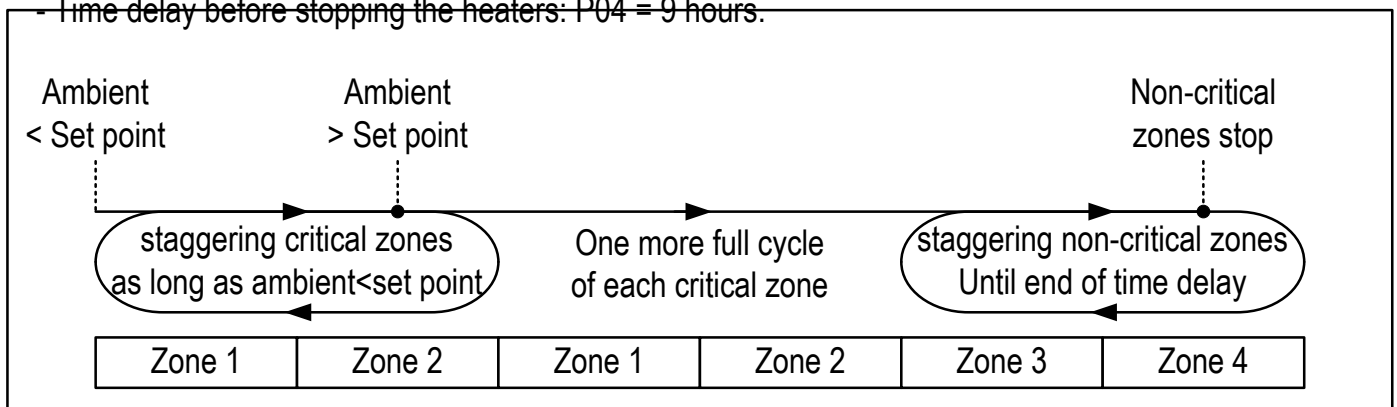 - Time delay before stopping the heaters: P04 = 9 hours.
Ambient
< Set point
Ambient
> Set point
Non-critical
zones stop
staggering critical zones
as long as ambient<set point
One more full cycle
of each critical zone
staggering non-critical zones
Until end of time delay
Zone 1 Zone 2 Zone 1 Zone 2 Zone 3 Zone 4